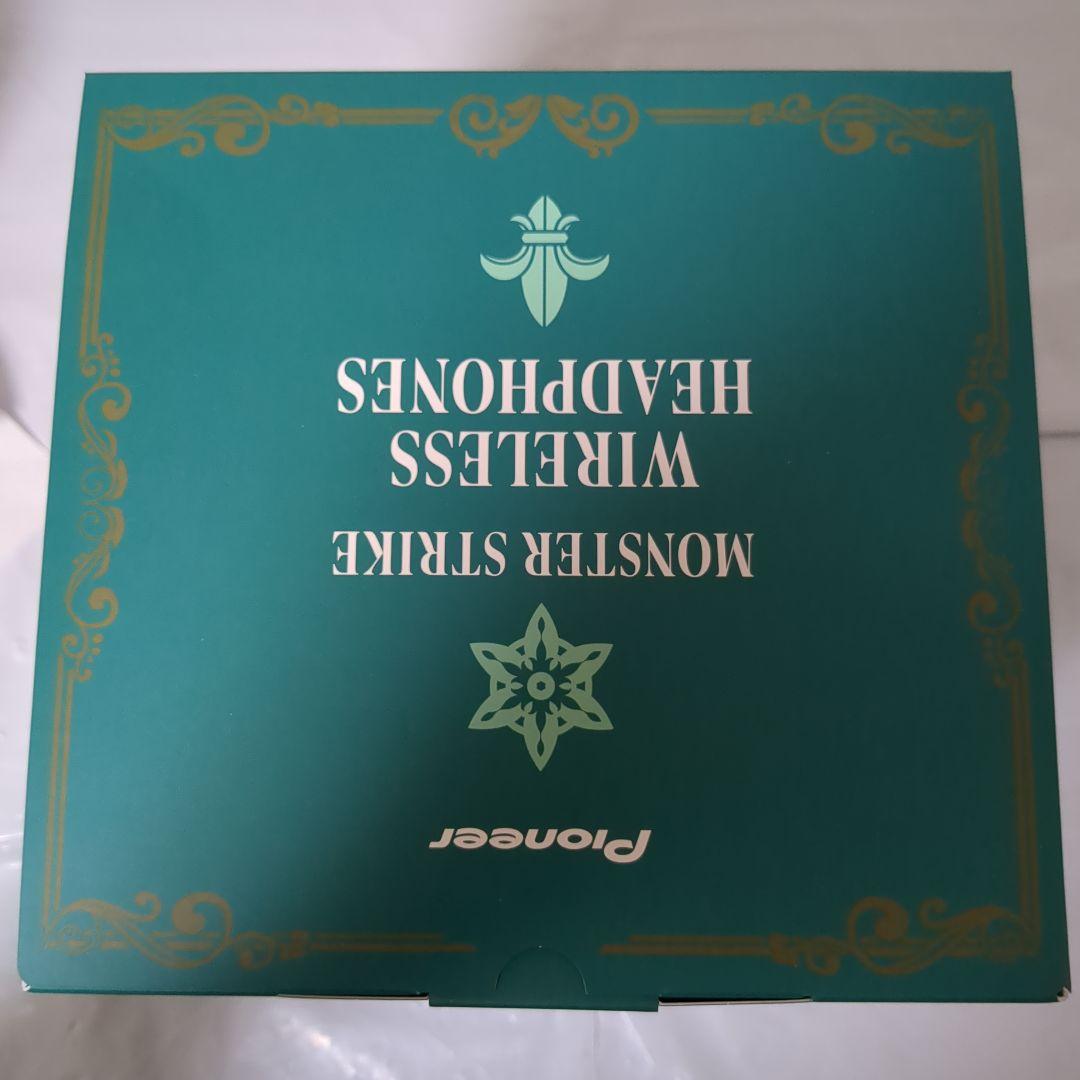 Pioneer
MONSTER STRIKE
WIRELESS
HEADPHONES